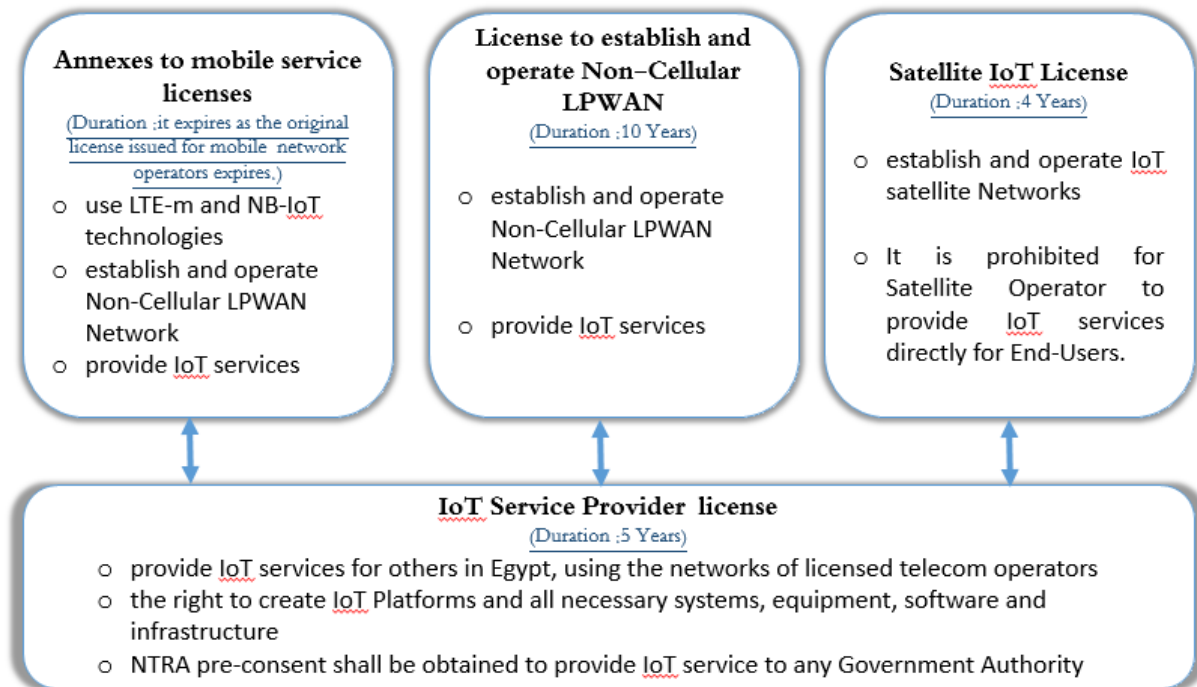 Annexes to mobile service
licenses
(Duration ;it expires as the original
license issued for mobile network
operators expires.)
o use LTE-m and NB-IoT
technologies
o establish and operate
Non-Cellular LPWAN
Network
o provide IoT services
License to establish and
operate Non-Cellular
LPWAN
(Duration ;10 Years)
o establish and operate
Non-Cellular LPWAN
Network
o provide IoT services
Satellite IoT License
(Duration ;4 Years)
o establish and operate IoT
satellite Networks
o It is prohibited for
Satellite Operator to
provide IoT services
directly for End-Users.
IoT Service Provider license
(Duration ;5 Years)
o provide IoT services for others in Egypt, using the networks of licensed telecom operators
o the right to create IoT Platforms and all necessary systems, equipment, software and
infrastructure
o NTRA pre-consent shall be obtained to provide IoT service to any Government Authority